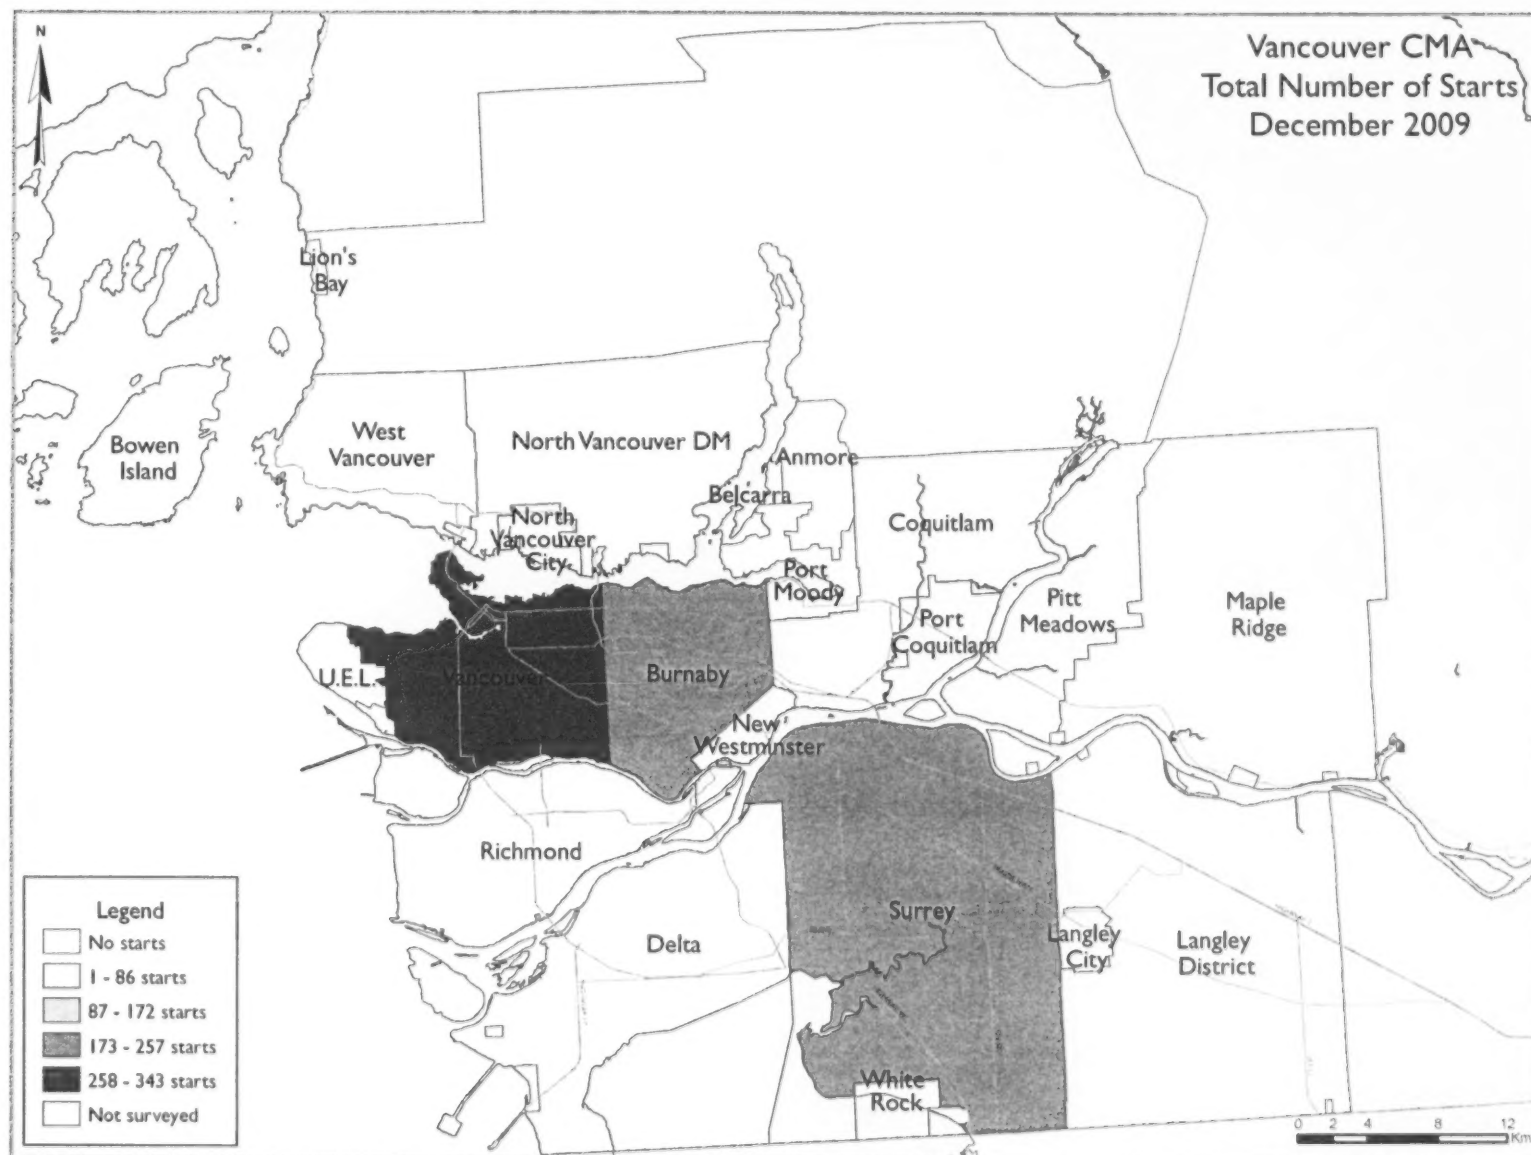 N
Vancouver CMA
Total Number of Starts
December 2009
Lion's
Bay
Bowen
Island
West
Vancouver
North Vancouver DM
Anmore
Belcarra
North
Vancouver
City
Coquitlam
Port
Moody
Port
Coquitlam
Pitt
Meadows
Maple
Ridge
U.E.L.
Vancouver
Burnaby
New
Westminster
Richmond
Delta
Surrey
Langley
City
Langley
District
White
Rock
Legend
No starts
1 - 86 starts
87 - 172 starts
173 - 257 starts
258 - 343 starts
Not surveyed
0 2 4 8 12
Km